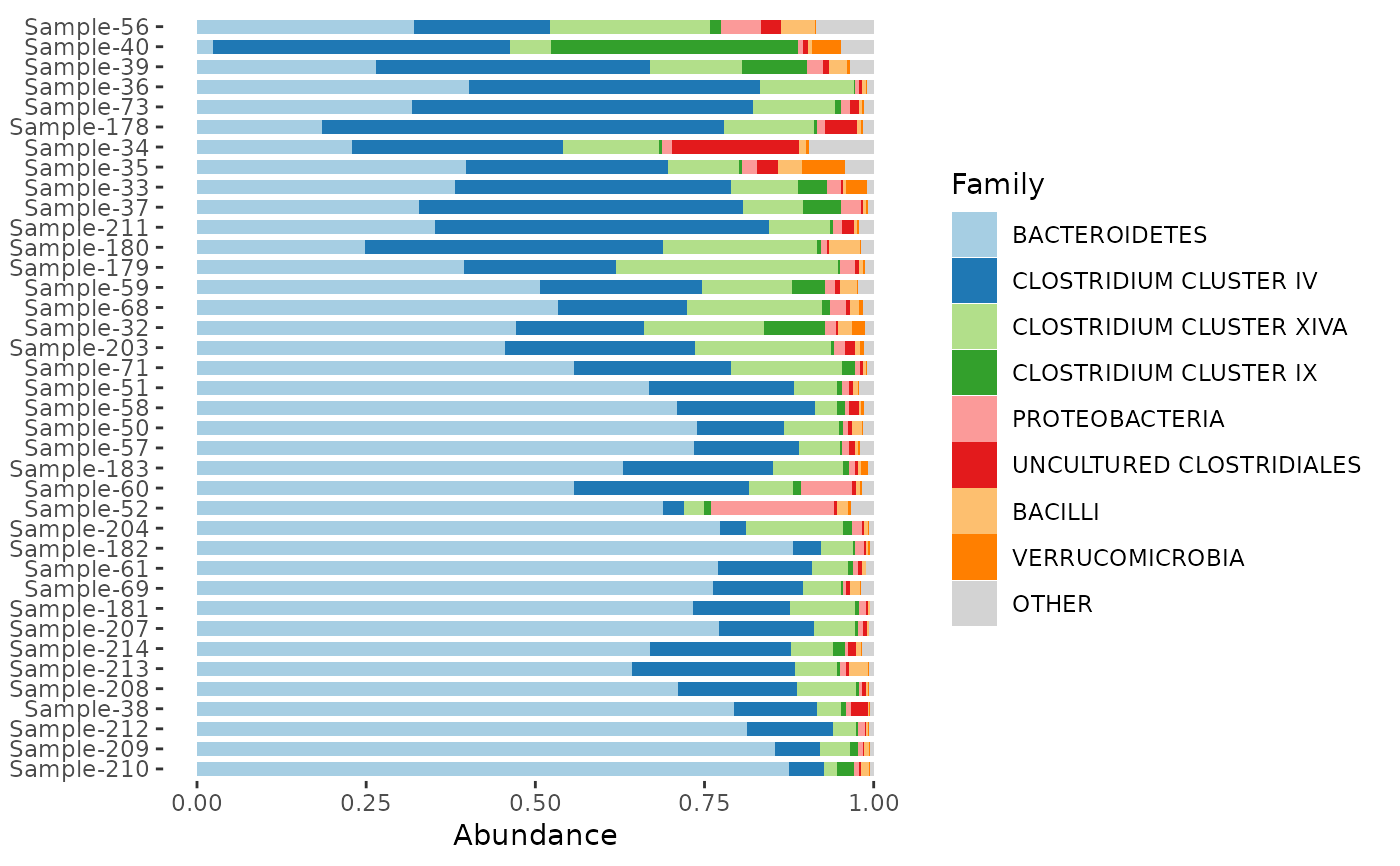 Sample-56
Sample-40
Sample-39
Sample-36
Sample-73
Sample-178
Sample-34
Sample-35
Sample-33
Sample-37
Sample-211
Sample-180
Sample-179
Sample-59
Sample-68
Sample-32
Sample-203
Sample-71
Sample-51
Sample-58
Sample-50
Sample-57
Sample-183
Sample-60
Sample-52
Sample-204
Sample-182
Sample-61
Sample-69
Sample-181
Sample-207
Sample-214
Sample-213
Sample-208
Sample-38
Sample-212
Sample-209
Sample-210
0.00 0.25 0.50 0.75 1.00
Abundance
Family
BACTEROIDETES
CLOSTRIDIUM CLUSTER IV
CLOSTRIDIUM CLUSTER XIVA
CLOSTRIDIUM CLUSTER IX
PROTEOBACTERIA
UNCULTURED CLOSTRIDIALES
BACILLI
VERRUCOMICROBIA
OTHER